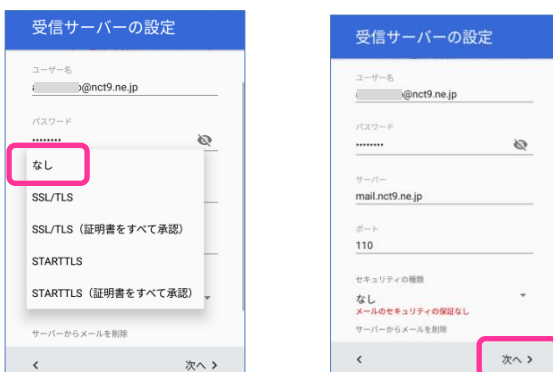 受信サーバーの設定
ユーザー名
@nct9.ne.jp
パスワード
••••••••
なし
SSL/TLS
SSL/TLS（証明書をすべて承認）
STARTTLS
STARTTLS（証明書をすべて承認）
サーバーからメールを削除
< 次へ >
受信サーバーの設定
ユーザー名
@nct9.ne.jp
パスワード
••••••••
サーバー
mail.nct9.ne.jp
ポート
110
セキュリティの種類
なし
メールのセキュリティの保証なし
サーバーからメールを削除
< 次へ >